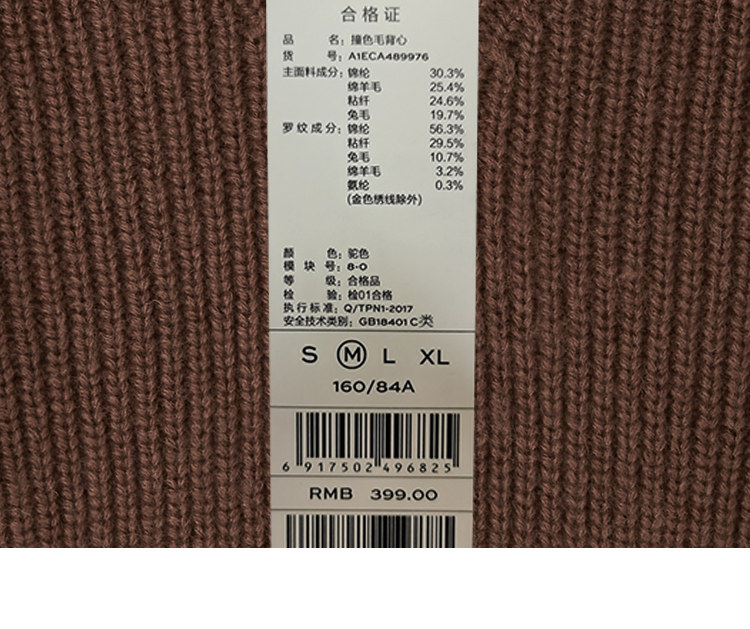 合格证
品名：撞色毛背心
货号：A1ECA489976
主面料成分：锦纶 30.3%
绵羊毛 25.4%
粘纤 24.6%
兔毛 19.7%
罗纹成分：锦纶 56.3%
粘纤 29.5%
兔毛 10.7%
绵羊毛 3.2%
氨纶 0.3%
(金色绣线除外)
颜色：驼色
模块号：8-0
等级：合格品
检验：检01合格
执行标准：Q/TPN1-2017
安全技术类别：GB18401 C类
S M L XL
160/84A
6 917502 496825
RMB 399.00